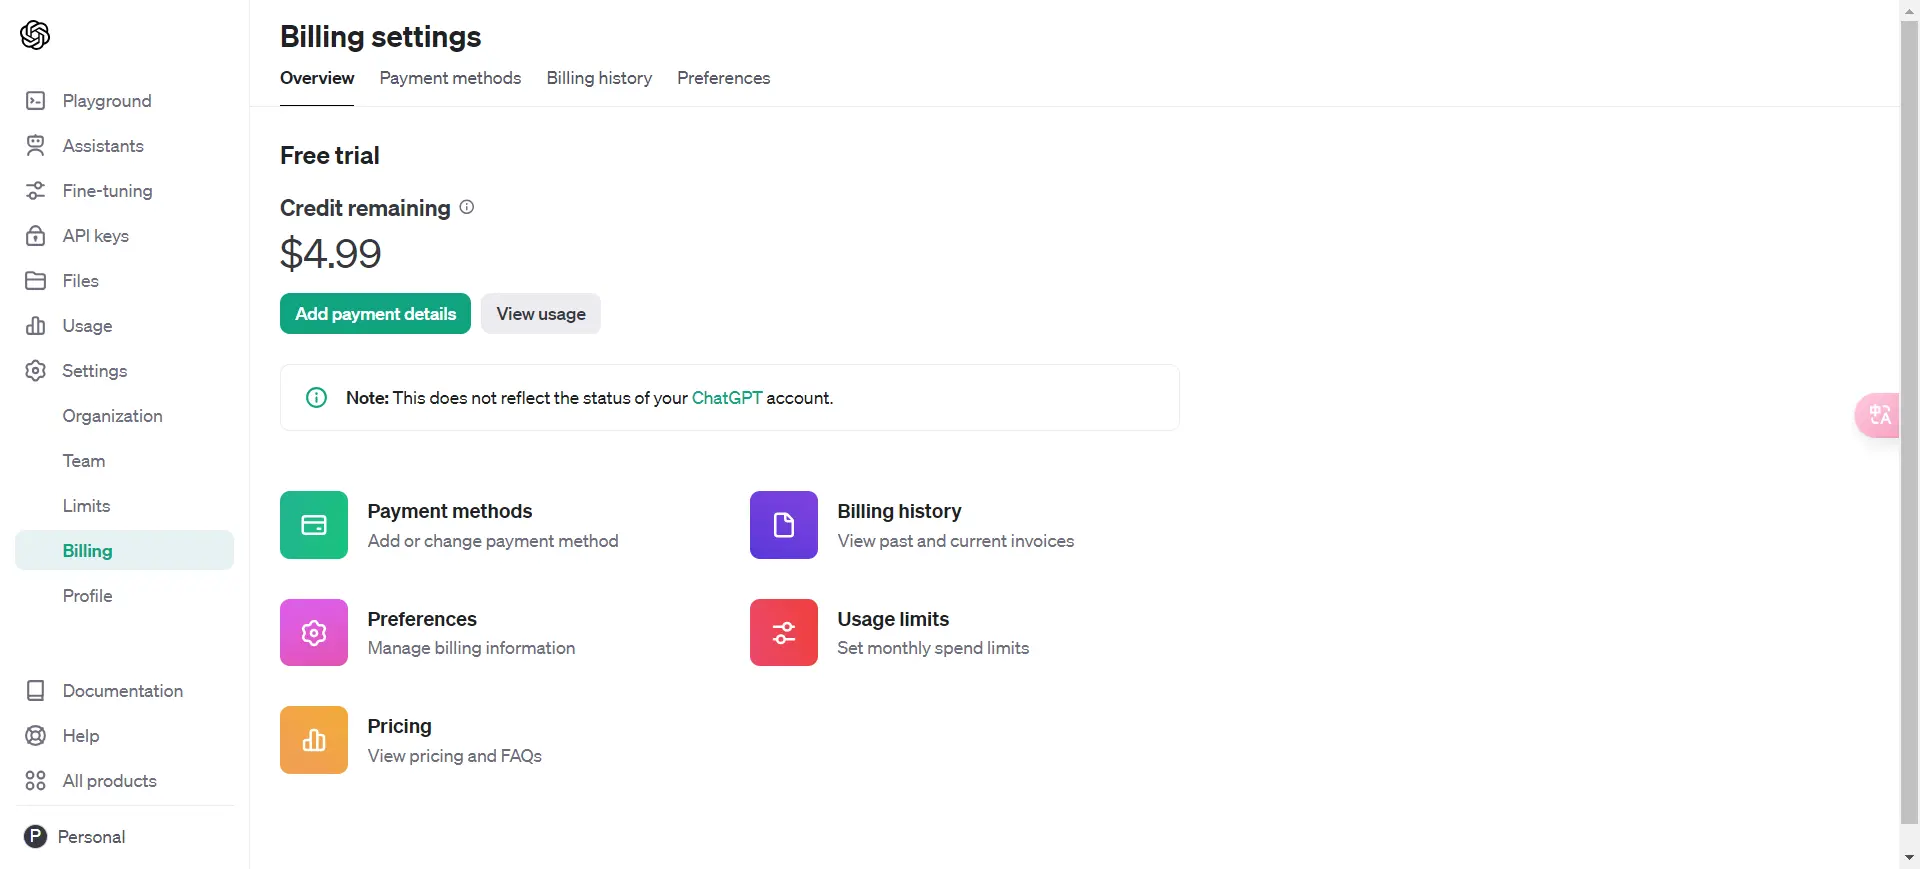 Billing settings
Overview
Payment methods
Billing history
Preferences
Playground
Assistants
Fine-tuning
API keys
Files
Usage
Settings
Organization
Team
Limits
Billing
Profile
Documentation
Help
All products
P Personal
Free trial
Credit remaining
$4.99
Add payment details
View usage
Note: This does not reflect the status of your ChatGPT account.
Payment methods
Add or change payment method
Billing history
View past and current invoices
Preferences
Manage billing information
Usage limits
Set monthly spend limits
Pricing
View pricing and FAQs
中 A